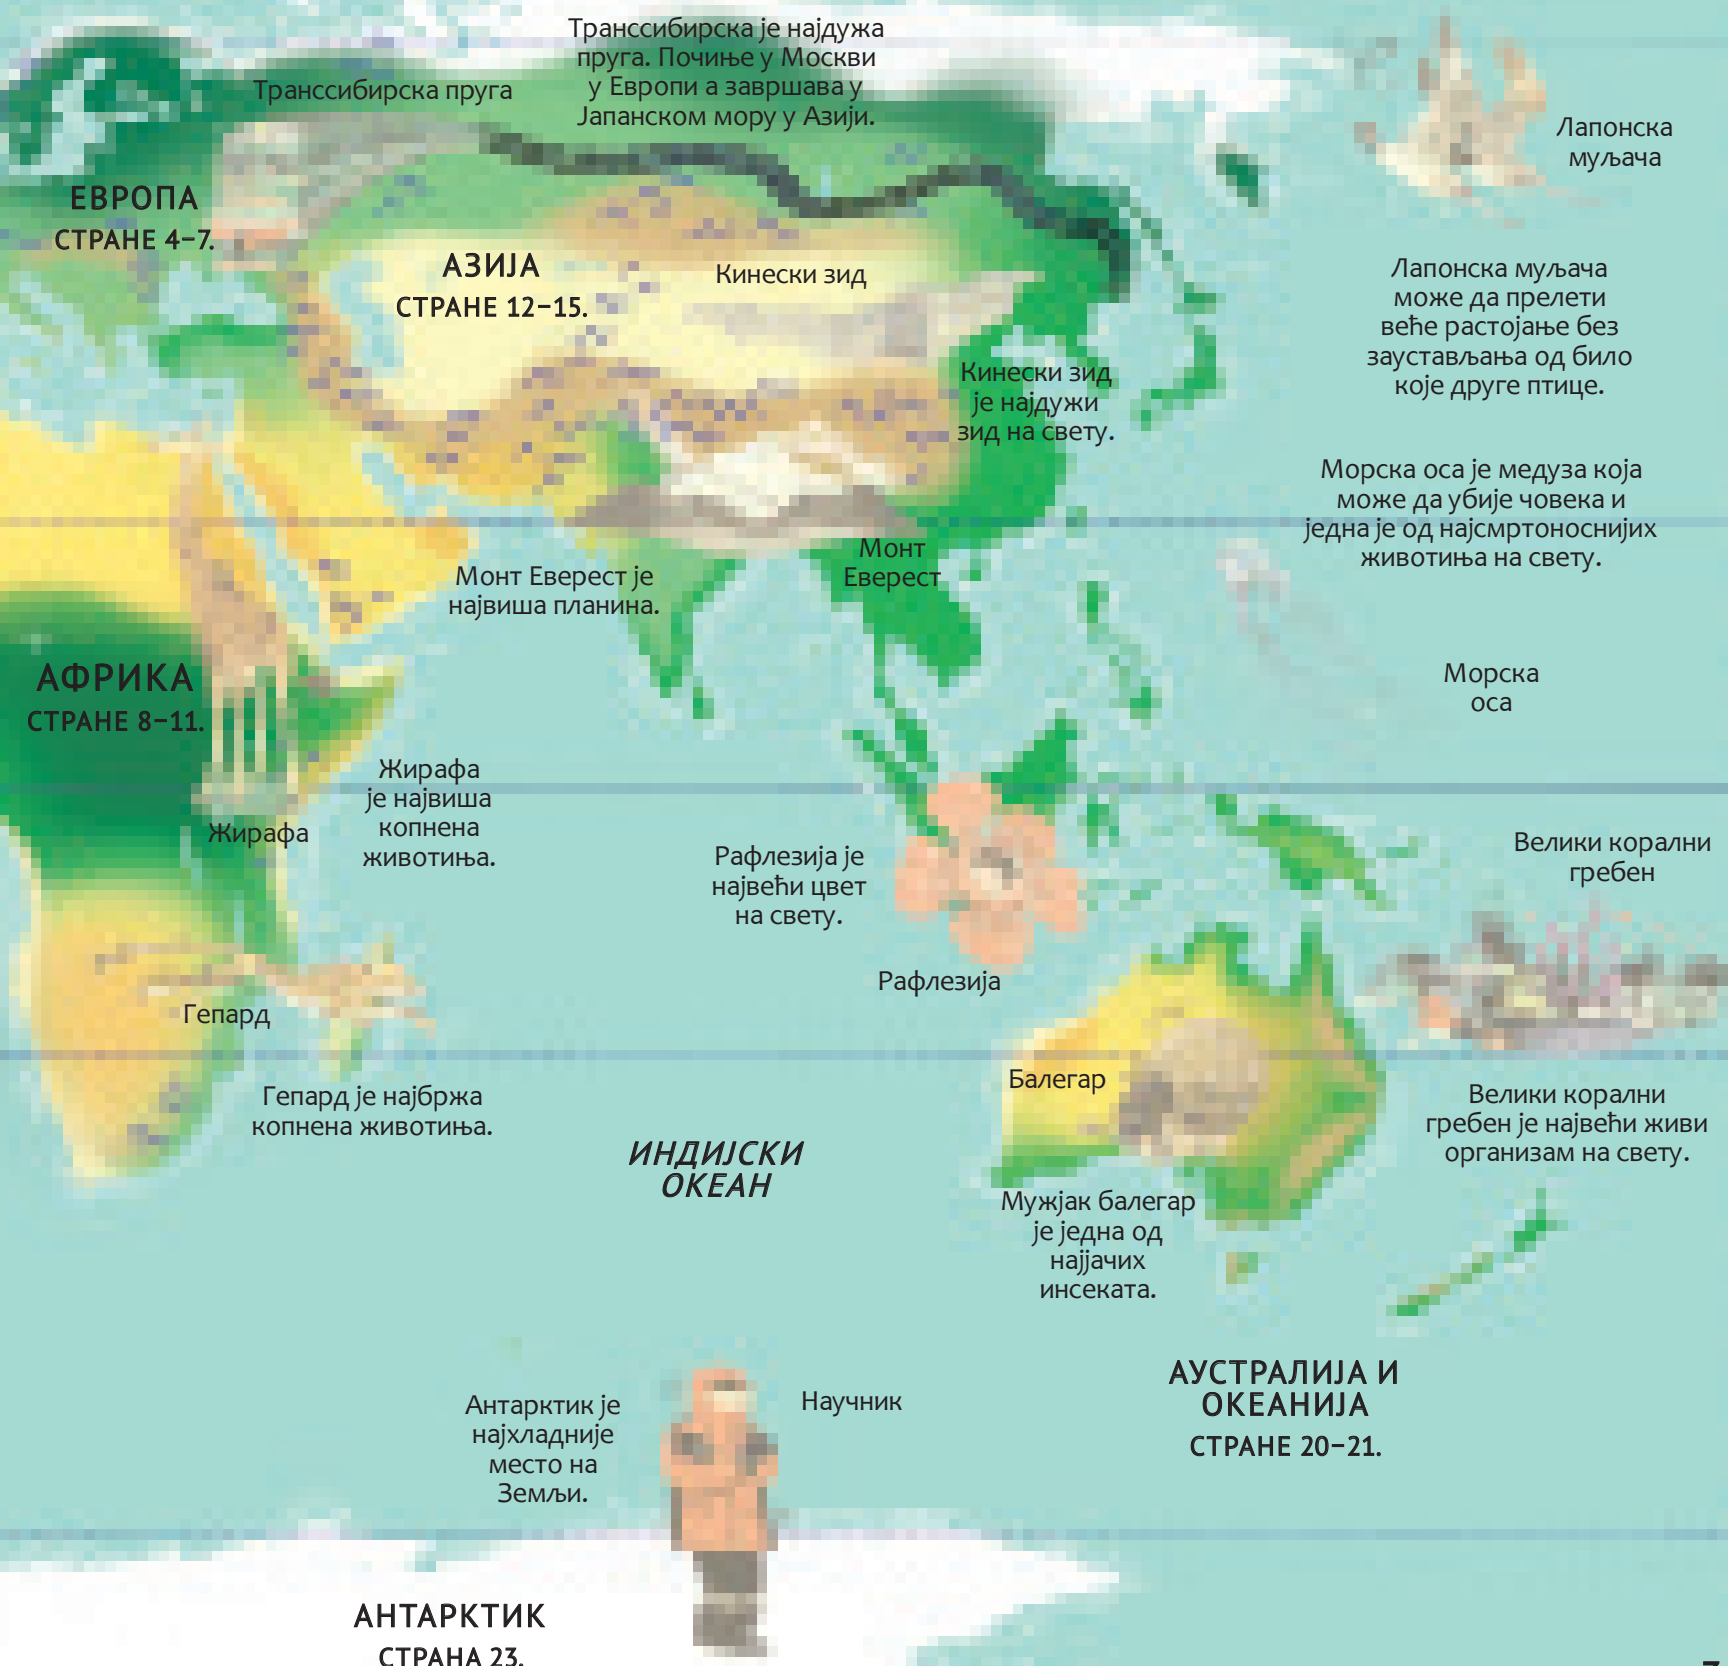 Транссибирска је најдужа
пруга. Почиње у Москви
у Европи а завршава у
Јапанском мору у Азији.
Транссибирска пруга
Лапонска
муљача
ЕВРОПА
СТРАНЕ 4–7.
АЗИЈА
СТРАНЕ 12–15.
Кинески зид
Лапонска муљача
може да прелети
веће растојање без
заустављања од било
које друге птице.
Кинески зид
је најдужи
зид на свету.
Морска оса је медуза која
може да убије човека и
једна је од најсмртоноснијих
животиња на свету.
Монт
Еверест
Монт Еверест је
највиша планина.
Морска
оса
АФРИКА
СТРАНЕ 8–11.
Жирафа
је највиша
копнена
животиња.
Жирафа
Рафлезија је
највећи цвет
на свету.
Рафлезија
Велики корални
гребен
Гепард
Гепард је најбржа
копнена животиња.
Балегар
Велики корални
гребен је највећи живи
организам на свету.
ИНДИЈСКИ
ОКЕАН
Мужјак балегар
је једна од
најјачих
инсеката.
АУСТРАЛИЈА И
ОКЕАНИЈА
СТРАНЕ 20–21.
Антарктик је
најхладније
место на
Земљи.
Научник
АНТАРКТИК
СТРАНА 23.